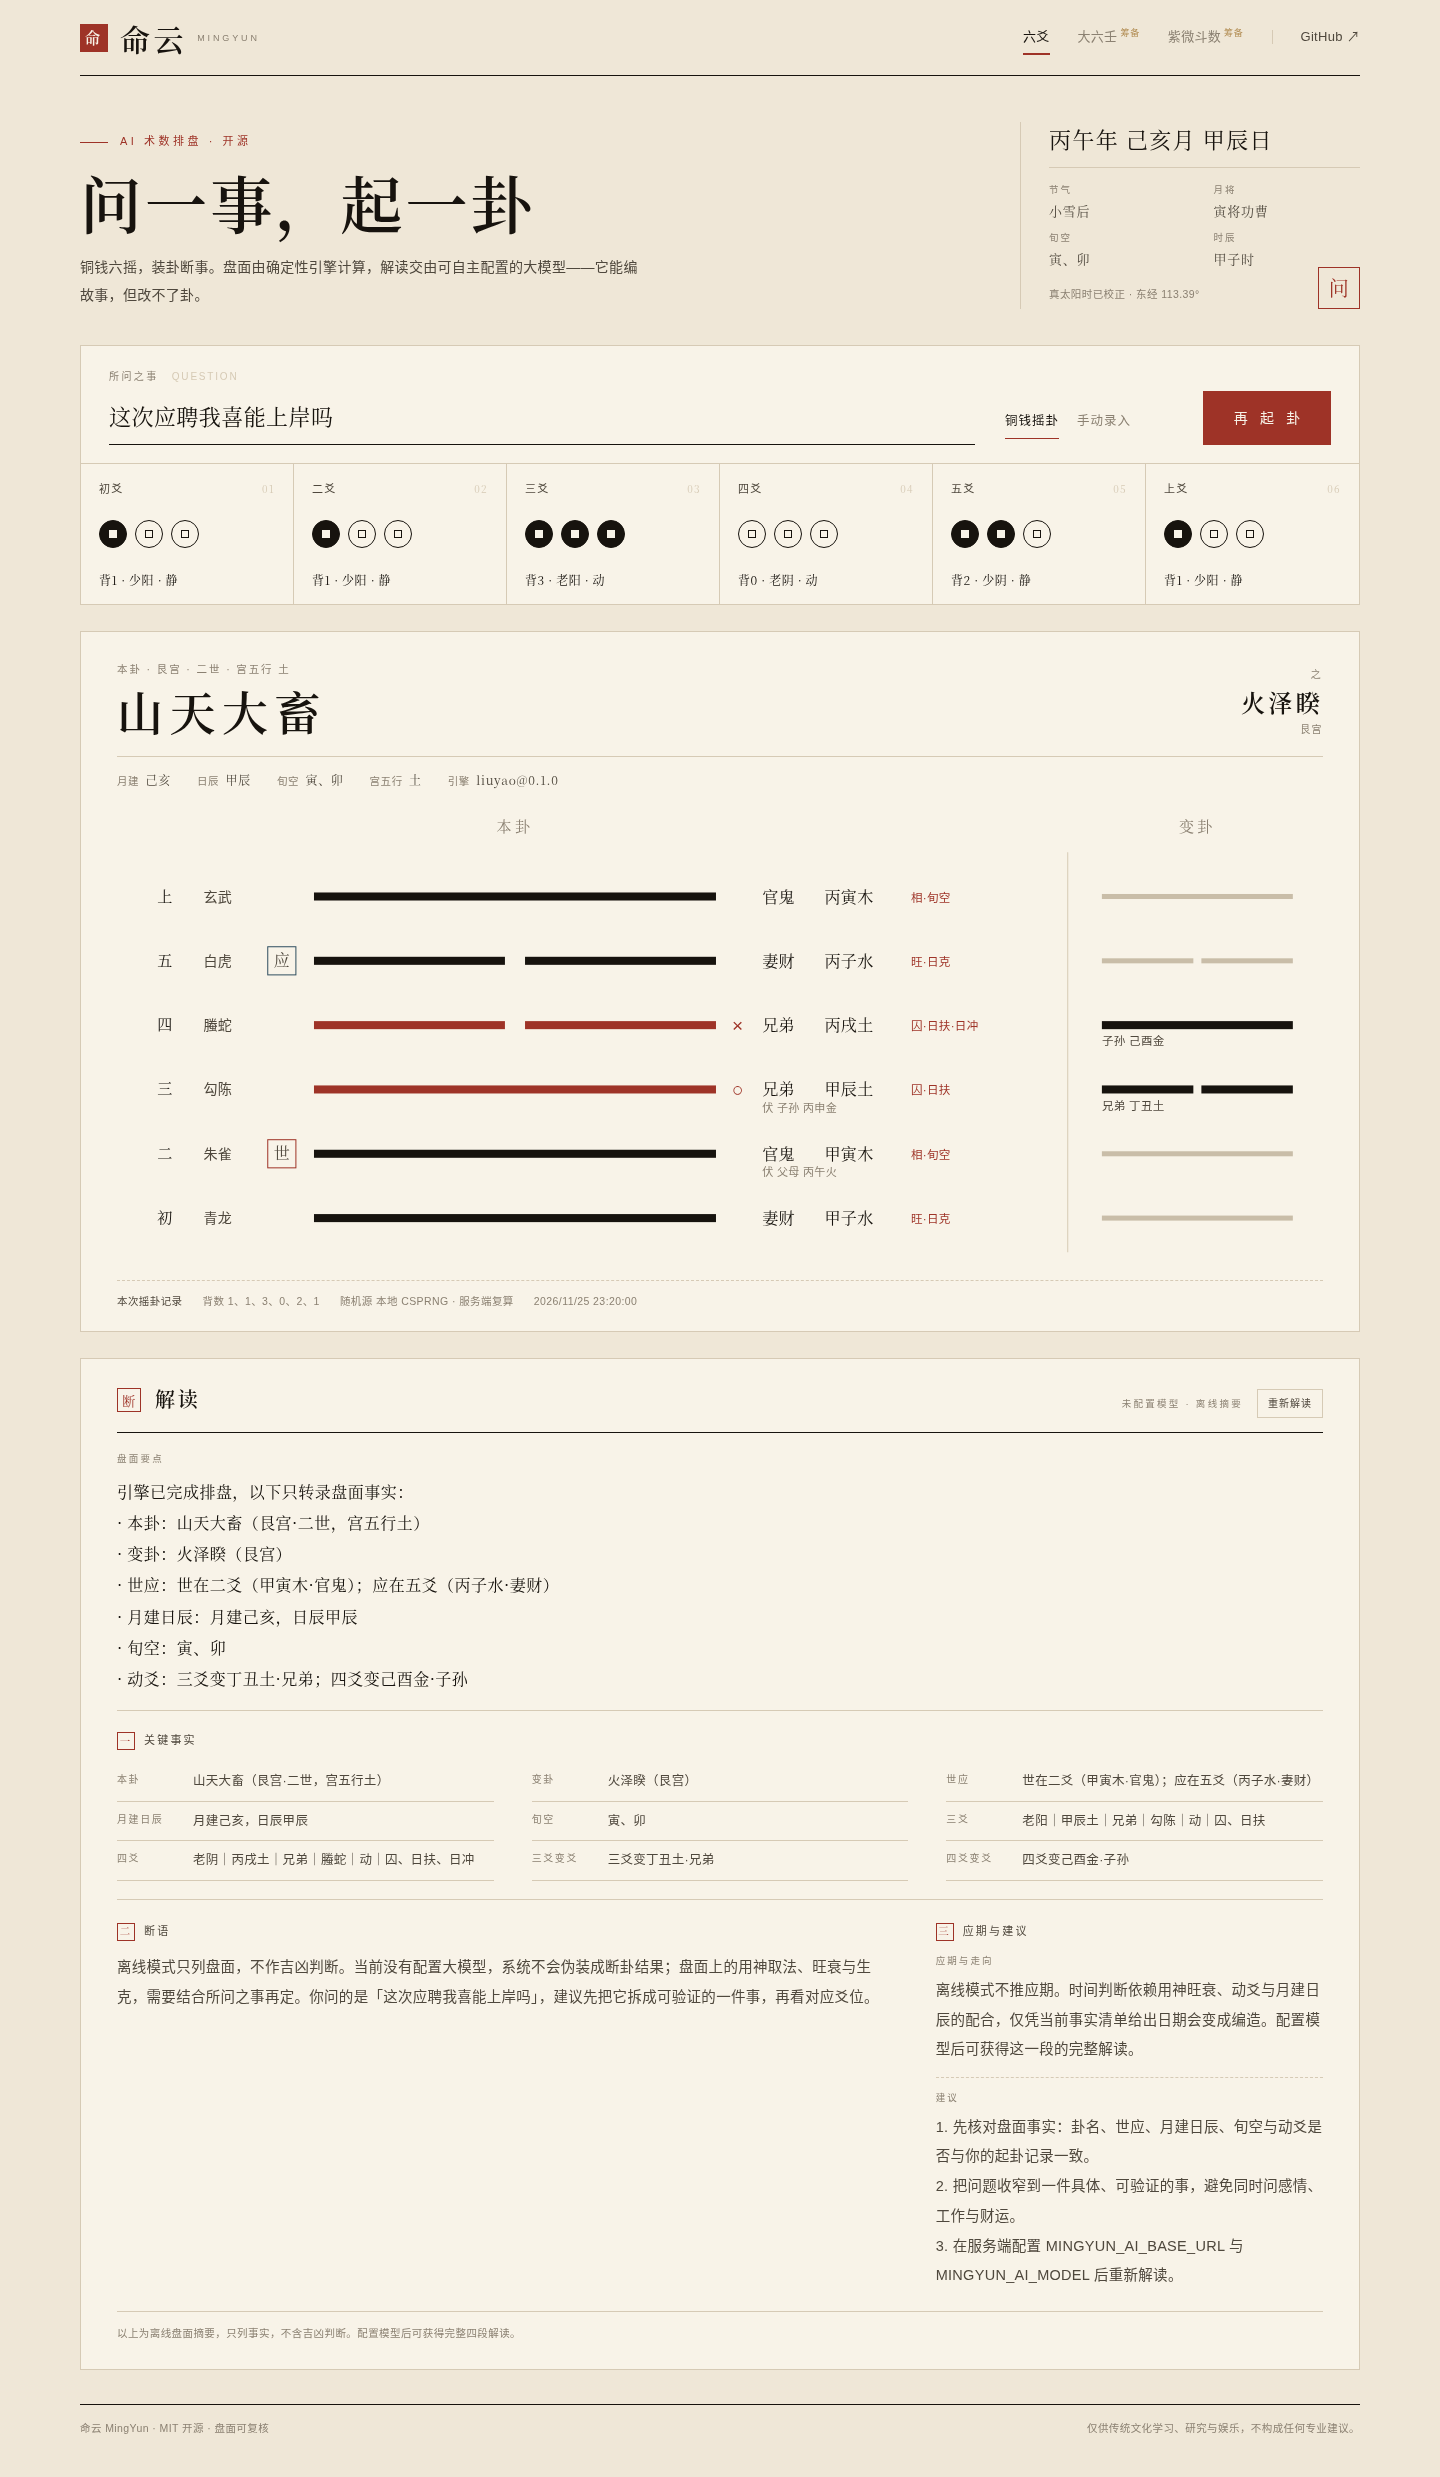 命 命云 MINGYUN
六爻 大六壬 筹备 紫微斗数 筹备 GitHub ↗
AI 术数排盘 · 开源
问一事，起一卦
铜钱六摇，装卦断事。盘面由确定性引擎计算，解读交由可自主配置的大模型——它能编
故事，但改不了卦。
丙午年 己亥月 甲辰日
节气 月将
小雪后 寅将功曹
旬空 时辰
寅、卯 甲子时
真太阳时已校正 · 东经 113.39°
问
所问之事 QUESTION
这次应聘我喜能上岸吗
铜钱摇卦 手动录入
再起卦
初爻 01
背1 · 少阳 · 静
二爻 02
背1 · 少阳 · 静
三爻 03
背3 · 老阳 · 动
四爻 04
背0 · 老阴 · 动
五爻 05
背2 · 少阴 · 静
上爻 06
背1 · 少阳 · 静
本卦 · 艮宫 · 二世 · 宫五行 土
山天大畜
之
火泽睽
艮宫
月建 己亥 日辰 甲辰 旬空 寅、卯 宫五行 土 引擎 liuyao@0.1.0
本卦 变卦
上 玄武 官鬼 丙寅木 相·旬空
五 白虎 应 妻财 丙子水 旺·日克
四 螣蛇 × 兄弟 丙戌土 囚·日扶·日冲
子孙 己酉金
三 勾陈 ○ 兄弟 甲辰土 囚·日扶
伏 子孙 丙申金 兄弟 丁丑土
二 朱雀 世 官鬼 甲寅木 相·旬空
伏 父母 丙午火
初 青龙 妻财 甲子水 旺·日克
本次摇卦记录 背数 1、1、3、0、2、1 随机源 本地 CSPRNG · 服务端复算 2026/11/25 23:20:00
断 解读
未配置模型 · 离线摘要 重新解读
盘面要点
引擎已完成排盘，以下只转录盘面事实：
· 本卦：山天大畜（艮宫·二世，宫五行土）
· 变卦：火泽睽（艮宫）
· 世应：世在二爻（甲寅木·官鬼）；应在五爻（丙子水·妻财）
· 月建日辰：月建己亥，日辰甲辰
· 旬空：寅、卯
· 动爻：三爻变丁丑土·兄弟；四爻变己酉金·子孙
一 关键事实
本卦 山天大畜（艮宫·二世，宫五行土） 变卦 火泽睽（艮宫） 世应 世在二爻（甲寅木·官鬼）；应在五爻（丙子水·妻财）
月建日辰 月建己亥，日辰甲辰 旬空 寅、卯 三爻 老阳｜甲辰土｜兄弟｜勾陈｜动｜囚、日扶
四爻 老阴｜丙戌土｜兄弟｜螣蛇｜动｜囚、日扶、日冲 三爻变爻 三爻变丁丑土·兄弟 四爻变爻 四爻变己酉金·子孙
二 断语
离线模式只列盘面，不作吉凶判断。当前没有配置大模型，系统不会伪装成断卦结果；盘面上的用神取法、旺衰与生
克，需要结合所问之事再定。你问的是「这次应聘我喜能上岸吗」，建议先把它拆成可验证的一件事，再看对应爻位。
三 应期与建议
应期与走向
离线模式不推应期。时间判断依赖用神旺衰、动爻与月建日
辰的配合，仅凭当前事实清单给出日期会变成编造。配置模
型后可获得这一段的完整解读。
建议
1. 先核对盘面事实：卦名、世应、月建日辰、旬空与动爻是
否与你的起卦记录一致。
2. 把问题收窄到一件具体、可验证的事，避免同时问感情、
工作与财运。
3. 在服务端配置 MINGYUN_AI_BASE_URL 与
MINGYUN_AI_MODEL 后重新解读。
以上为离线盘面摘要，只列事实，不含吉凶判断。配置模型后可获得完整四段解读。
命云 MingYun · MIT 开源 · 盘面可复核
仅供传统文化学习、研究与娱乐，不构成任何专业建议。